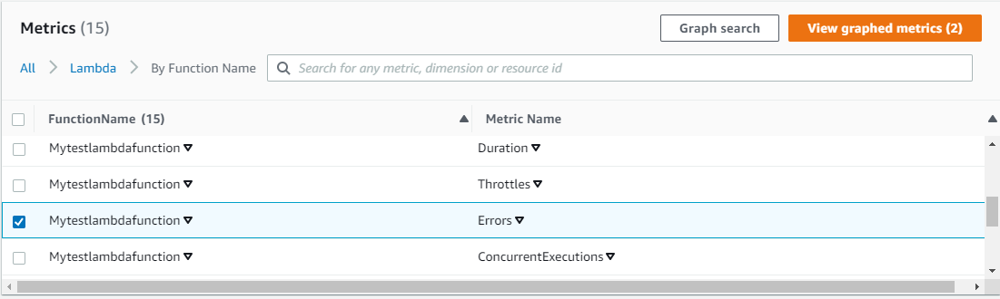 Metrics (15)
Graph search
View graphed metrics (2)
All
Lambda
By Function Name
Search for any metric, dimension or resource id
FunctionName (15)
Metric Name
Mytestlambdafunction
Duration
Mytestlambdafunction
Throttles
Mytestlambdafunction
Errors
Mytestlambdafunction
ConcurrentExecutions